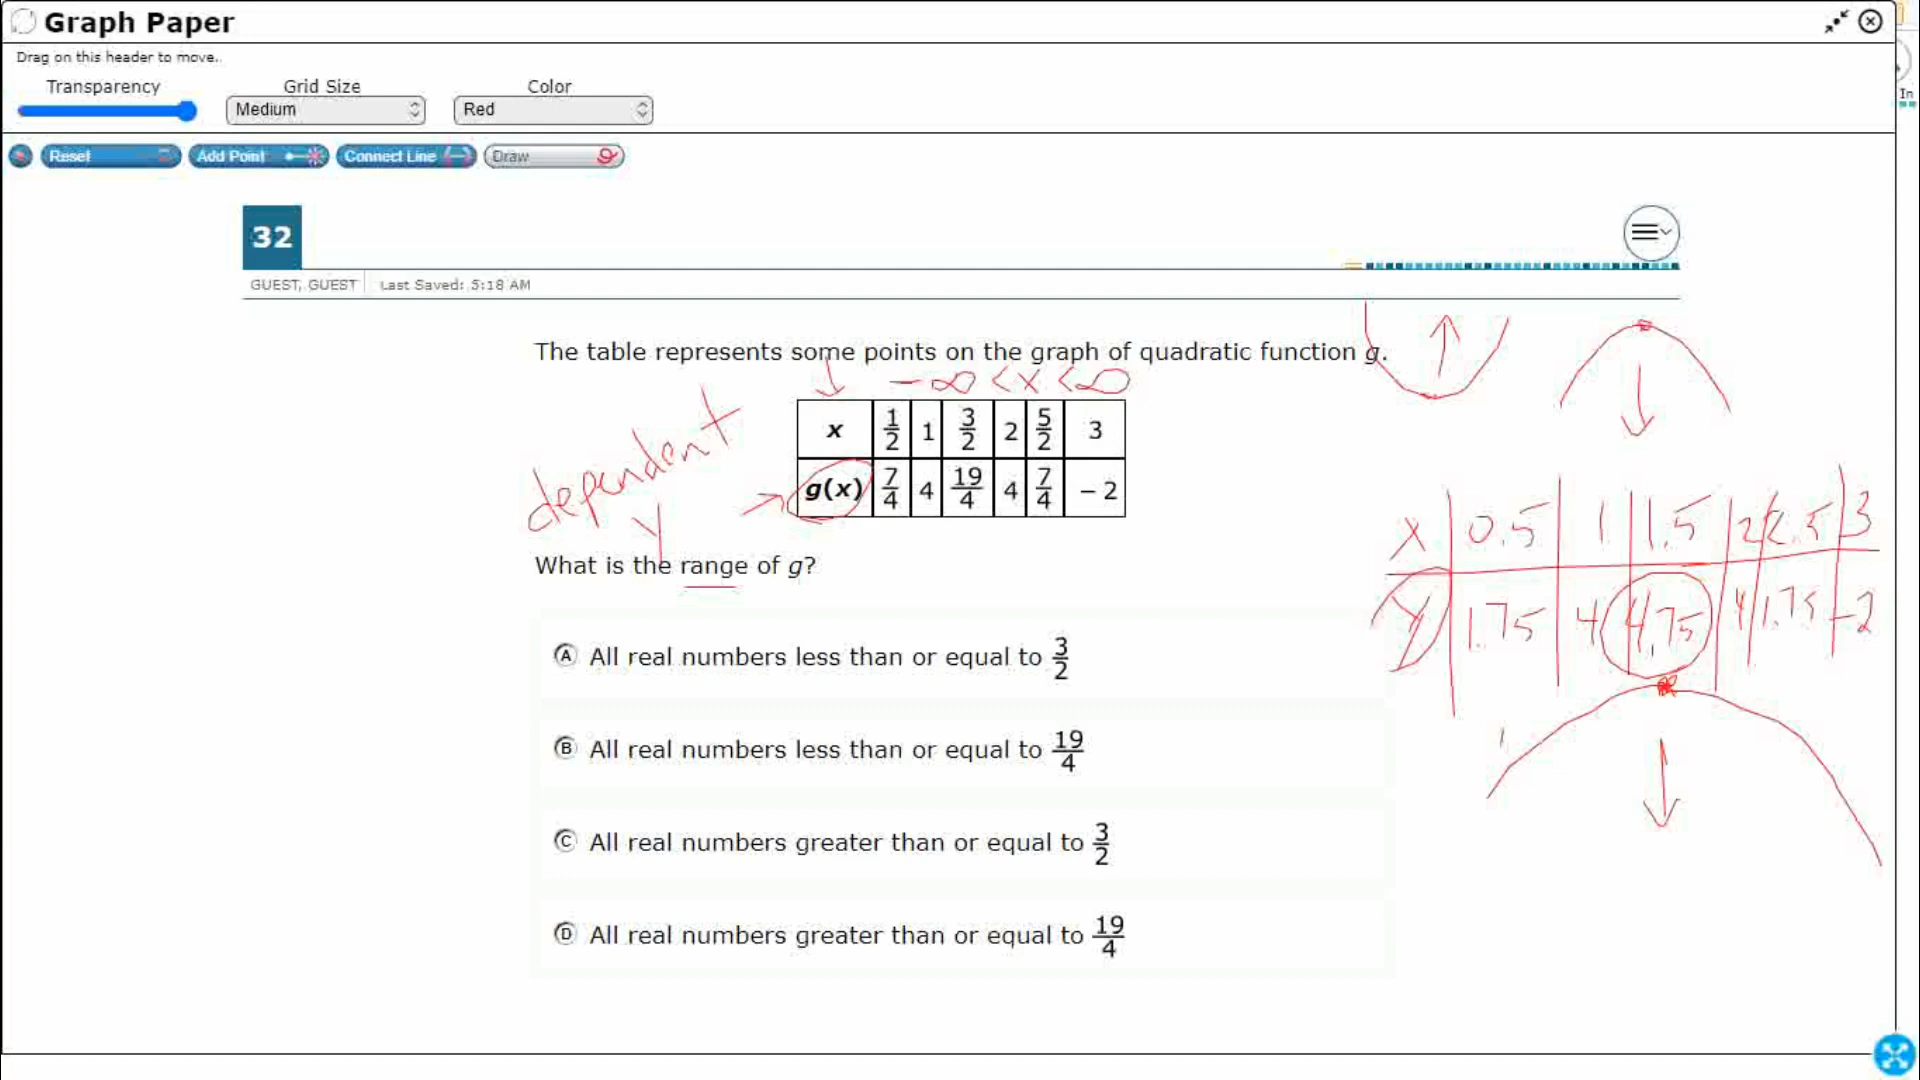 Graph Paper
Drag on this header to move..
Transparency Grid Size Color
Medium Red
Reset Add Point Connect Line Draw
In
32
GUEST, GUEST Last Saved: 5:18 AM
The table represents some points on the graph of quadratic function g.
-∞ < x < ∞
dependent
y
x 1/2 1 3/2 2 5/2 3
g(x) 7/4 4 19/4 4 7/4 -2
x 0.5 1 1.5 2 2.5 3
y 1.75 4 4.75 4 1.75 -2
What is the range of g?
A All real numbers less than or equal to 3/2
B All real numbers less than or equal to 19/4
C All real numbers greater than or equal to 3/2
D All real numbers greater than or equal to 19/4